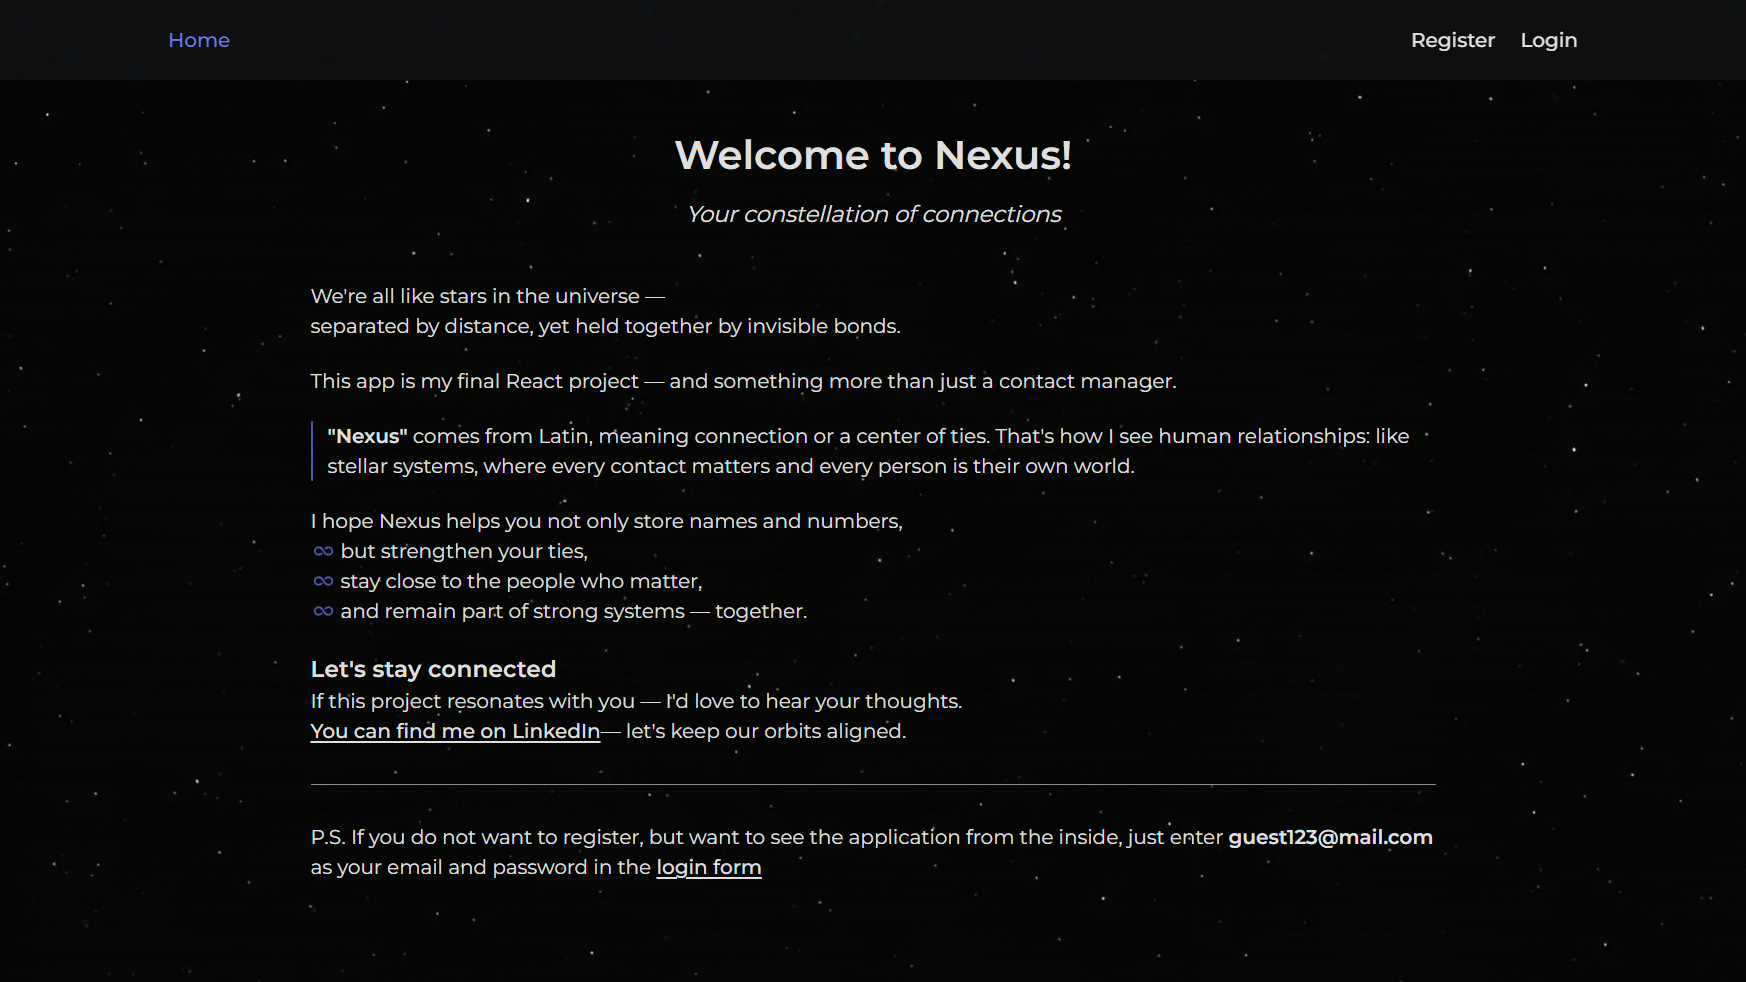 Home
Register Login
Welcome to Nexus!
Your constellation of connections
We're all like stars in the universe —
separated by distance, yet held together by invisible bonds.
This app is my final React project — and something more than just a contact manager.
"Nexus" comes from Latin, meaning connection or a center of ties. That's how I see human relationships: like
stellar systems, where every contact matters and every person is their own world.
I hope Nexus helps you not only store names and numbers,
∞ but strengthen your ties,
∞ stay close to the people who matter,
∞ and remain part of strong systems — together.
Let's stay connected
If this project resonates with you — I'd love to hear your thoughts.
You can find me on LinkedIn— let's keep our orbits aligned.
P.S. If you do not want to register, but want to see the application from the inside, just enter guest123@mail.com
as your email and password in the login form